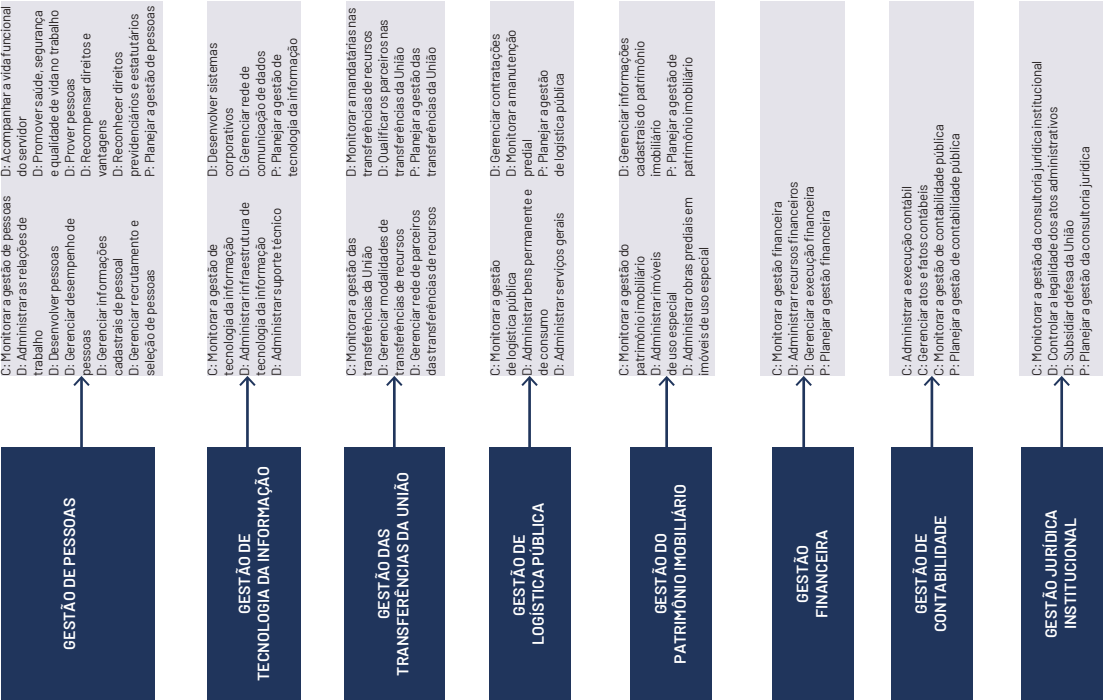 GESTÃO DE PESSOAS
C: Monitorar a gestão de pessoas
D: Administrar as relações de
trabalho
D: Desenvolver pessoas
D: Gerenciar desempenho de
pessoas
D: Gerenciar informações
cadastrais de pessoal
D: Gerenciar recrutamento e
seleção de pessoas
D: Acompanhar a vida funcional
do servidor
D: Promover saúde, segurança
e qualidade de vida no trabalho
D: Prover pessoas
D: Recompensar direitos e
vantagens
D: Reconhecer direitos
previdenciários e estatutários
P: Planejar a gestão de pessoas
GESTÃO DE
TECNOLOGIA DA INFORMAÇÃO
C: Monitorar a gestão de
tecnologia da informação
D: Administrar infraestrutura de
tecnologia da informação
D: Administrar suporte técnico
D: Desenvolver sistemas
corporativos
D: Gerenciar rede de
comunicação de dados
P: Planejar a gestão de
tecnologia da informação
GESTÃO DAS
TRANSFERÊNCIAS DA UNIÃO
C: Monitorar a gestão das
transferências da União
D: Gerenciar modalidades de
transferências de recursos
D: Gerenciar rede de parceiros
das transferências de recursos
D: Monitorar a mandatárias nas
transferências de recursos
D: Qualificar os parceiros nas
transferências da União
P: Planejar a gestão das
transferências da União
GESTÃO DE
LOGÍSTICA PÚBLICA
C: Monitorar a gestão
de logística pública
D: Administrar bens permanente e
de consumo
D: Administrar serviços gerais
D: Gerenciar contratações
D: Monitorar a manutenção
predial
P: Planejar a gestão
de logística pública
GESTÃO DO
PATRIMÔNIO IMOBILIÁRIO
C: Monitorar a gestão do
patrimônio imobiliário
D: Administrar imóveis
de uso especial
D: Administrar obras prediais em
imóveis de uso especial
D: Gerenciar informações
cadastrais do patrimônio
imobiliário
P: Planejar a gestão de
patrimônio imobiliário
GESTÃO
FINANCEIRA
C: Monitorar a gestão financeira
D: Administrar recursos financeiros
D: Gerenciar a execução financeira
P: Planejar a gestão financeira
GESTÃO DE
CONTABILIDADE
C: Administrar a execução contábil
C: Gerenciar atos e fatos contábeis
C: Monitorar a gestão de contabilidade pública
P: Planejar a gestão de contabilidade pública
GESTÃO JURÍDICA
INSTITUCIONAL
C: Monotorar a gestão da consultoria jurídica institucional
D: Controlar a legalidade dos atos administrativos
D: Subsidiar defesa da União
P: Planejar a gestão da consultoria jurídica